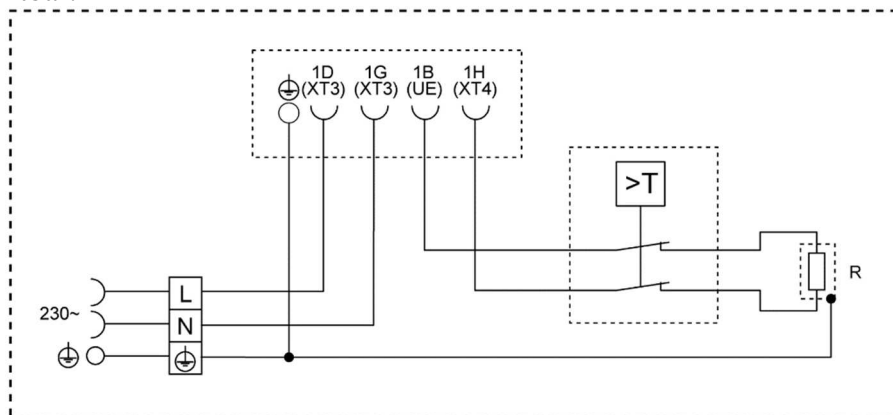 1D 1G 1B 1H
(XT3) (XT3) (UE) (XT4)
>T
R
L
230~
N